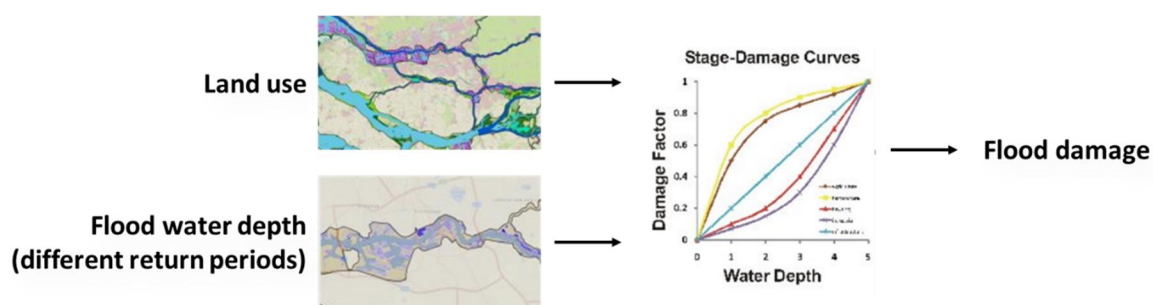 Land use
Flood water depth
(different return periods)
Stage-Damage Curves
Damage Factor
1
0.8
0.6
0.4
0.2
0
0 1 2 3 4 5
Water Depth
Flood damage